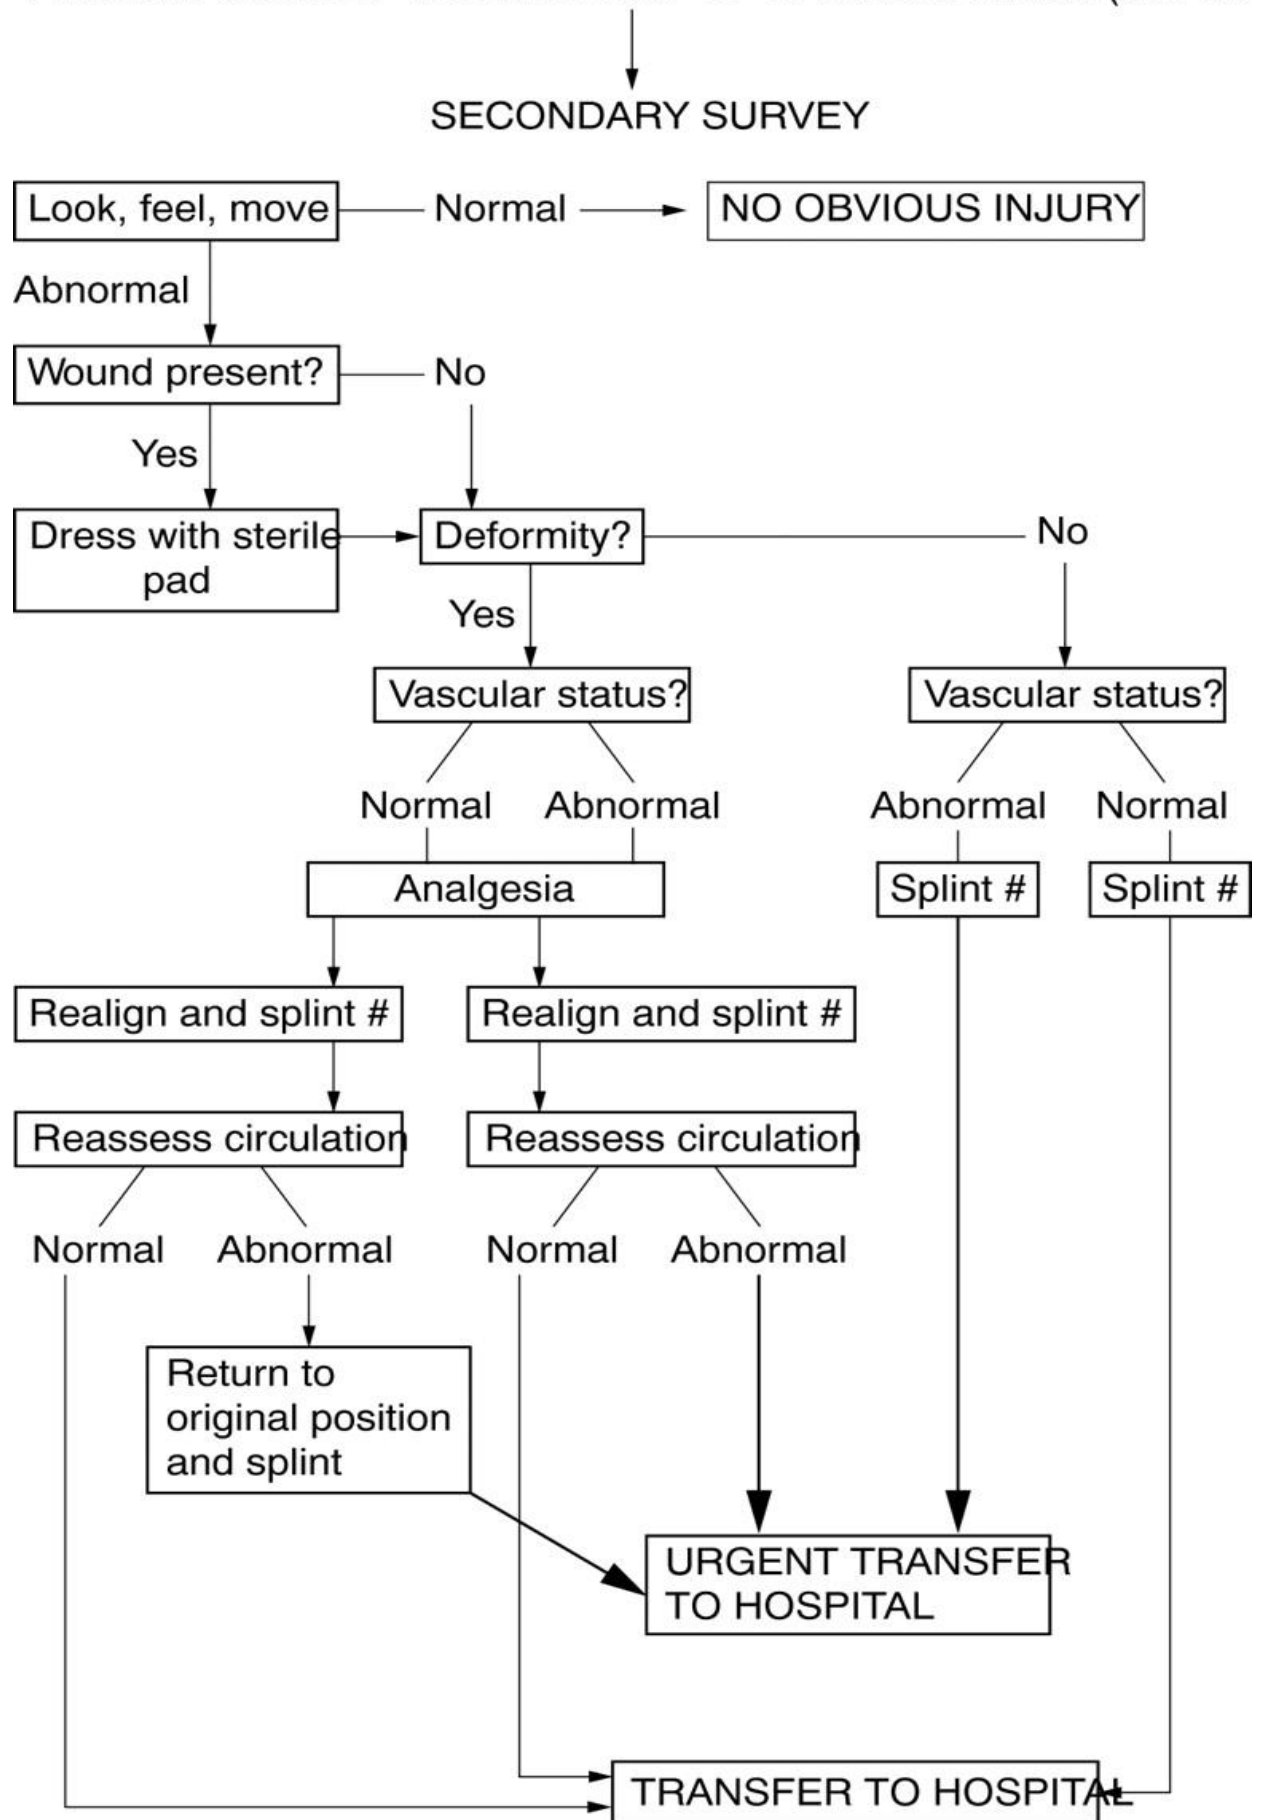 SECONDARY SURVEY
Look, feel, move
Normal
NO OBVIOUS INJURY
Abnormal
Wound present?
No
Yes
Dress with sterile
pad
Deformity?
No
Yes
Vascular status?
Vascular status?
Normal
Abnormal
Abnormal
Normal
Analgesia
Splint #
Splint #
Realign and splint #
Realign and splint #
Reassess circulation
Reassess circulation
Normal
Abnormal
Normal
Abnormal
Return to
original position
and splint
URGENT TRANSFER
TO HOSPITAL
TRANSFER TO HOSPITAL